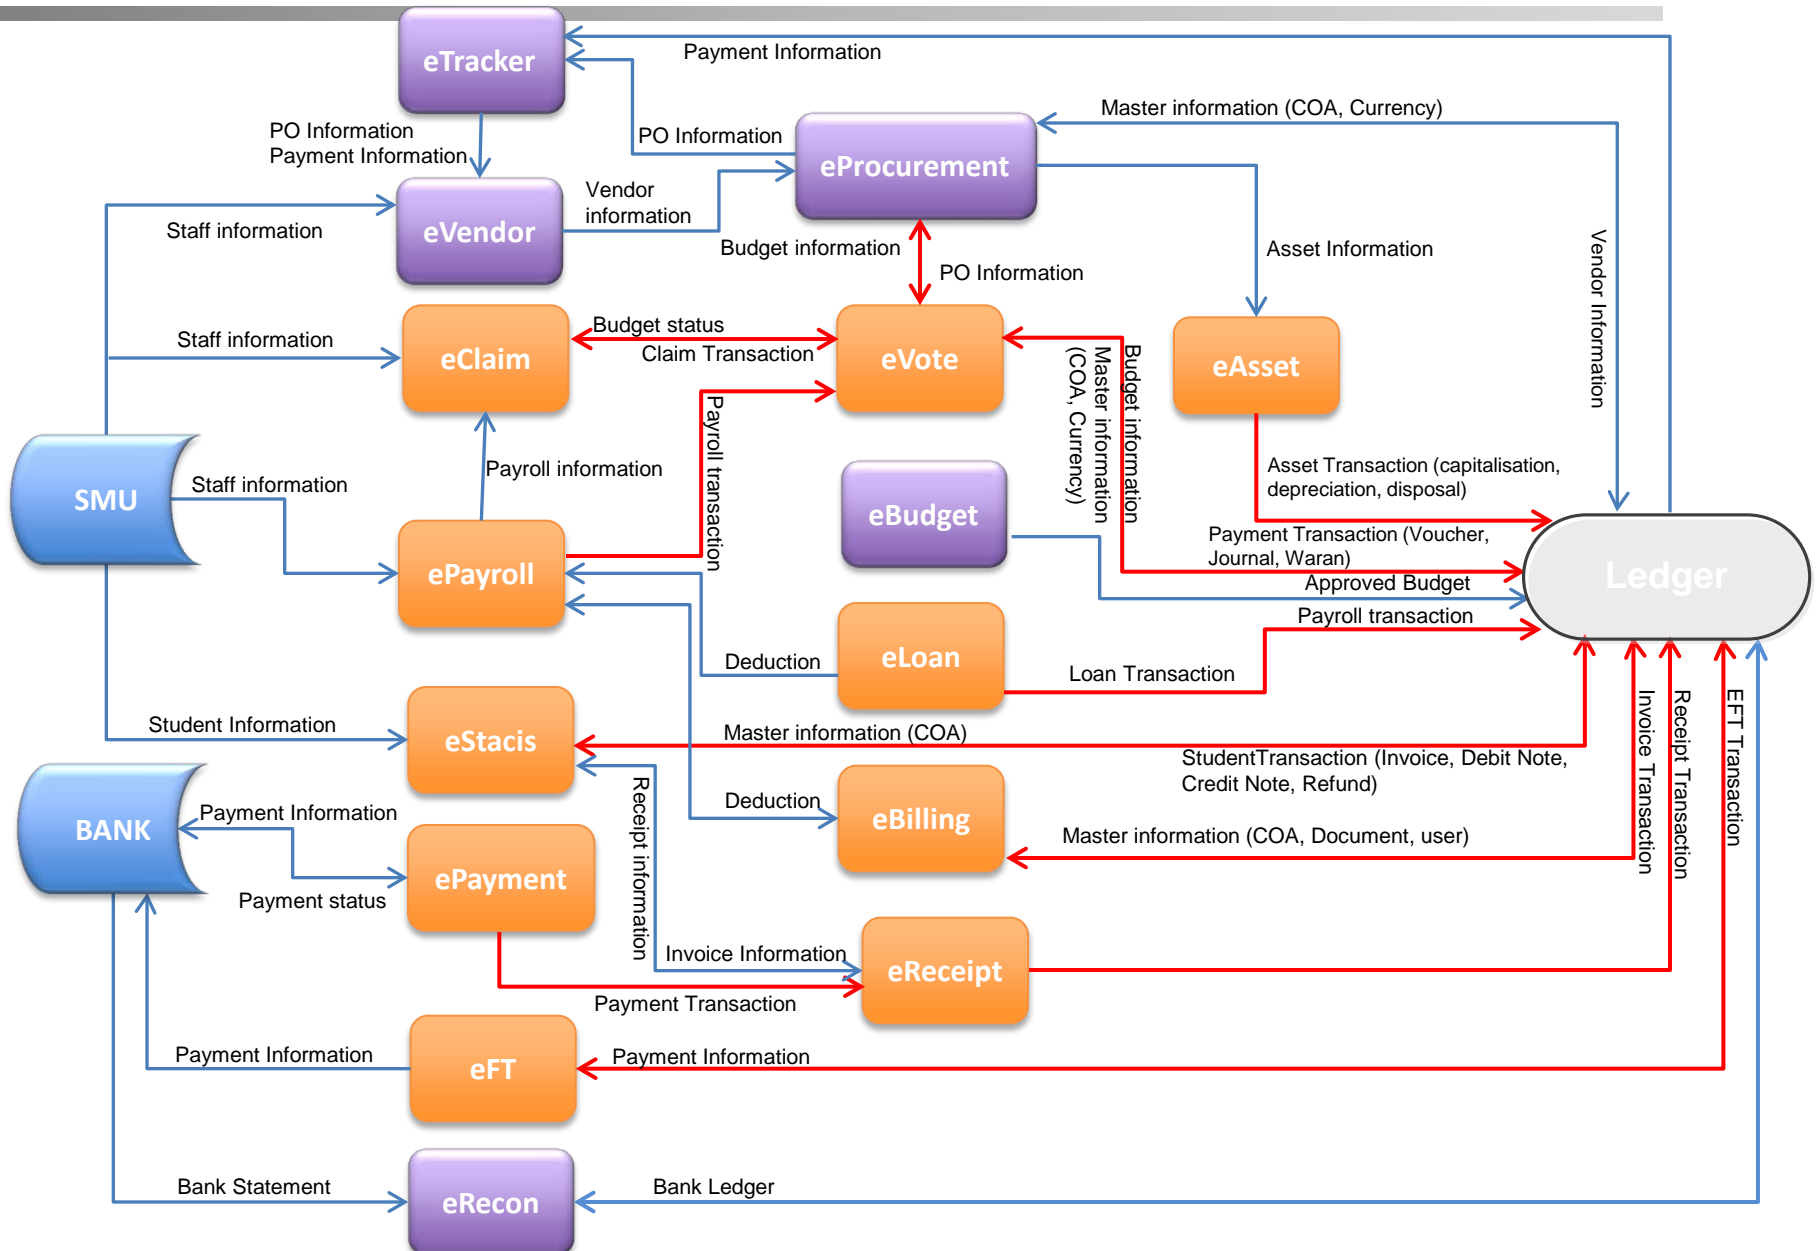 eTracker
Payment Information
Master information (COA, Currency)
PO Information
Payment Information
PO Information
eProcurement
Vendor
information
Staff information
eVendor
Budget information
PO Information
Asset Information
Vendor Information
Staff information
eClaim
Budget status
Claim Transaction
eVote
Budget information
Master information
(COA, Currency)
eAsset
Payroll transaction
Payroll information
SMU
Staff information
eBudget
Asset Transaction (capitalisation,
depreciation, disposal)
Payment Transaction (Voucher,
Journal, Waran)
ePayroll
Approved Budget
Ledger
Payroll transaction
Deduction
eLoan
Loan Transaction
Student Information
eStacis
Master information (COA)
StudentTransaction (Invoice, Debit Note,
Credit Note, Refund)
Invoice Transaction
Receipt Transaction
EFT Transaction
BANK
Payment Information
Receipt information
Deduction
eBilling
Master information (COA, Document, user)
ePayment
Payment status
Invoice Information
eReceipt
Payment Transaction
Payment Information
eFT
Payment Information
Bank Statement
eRecon
Bank Ledger